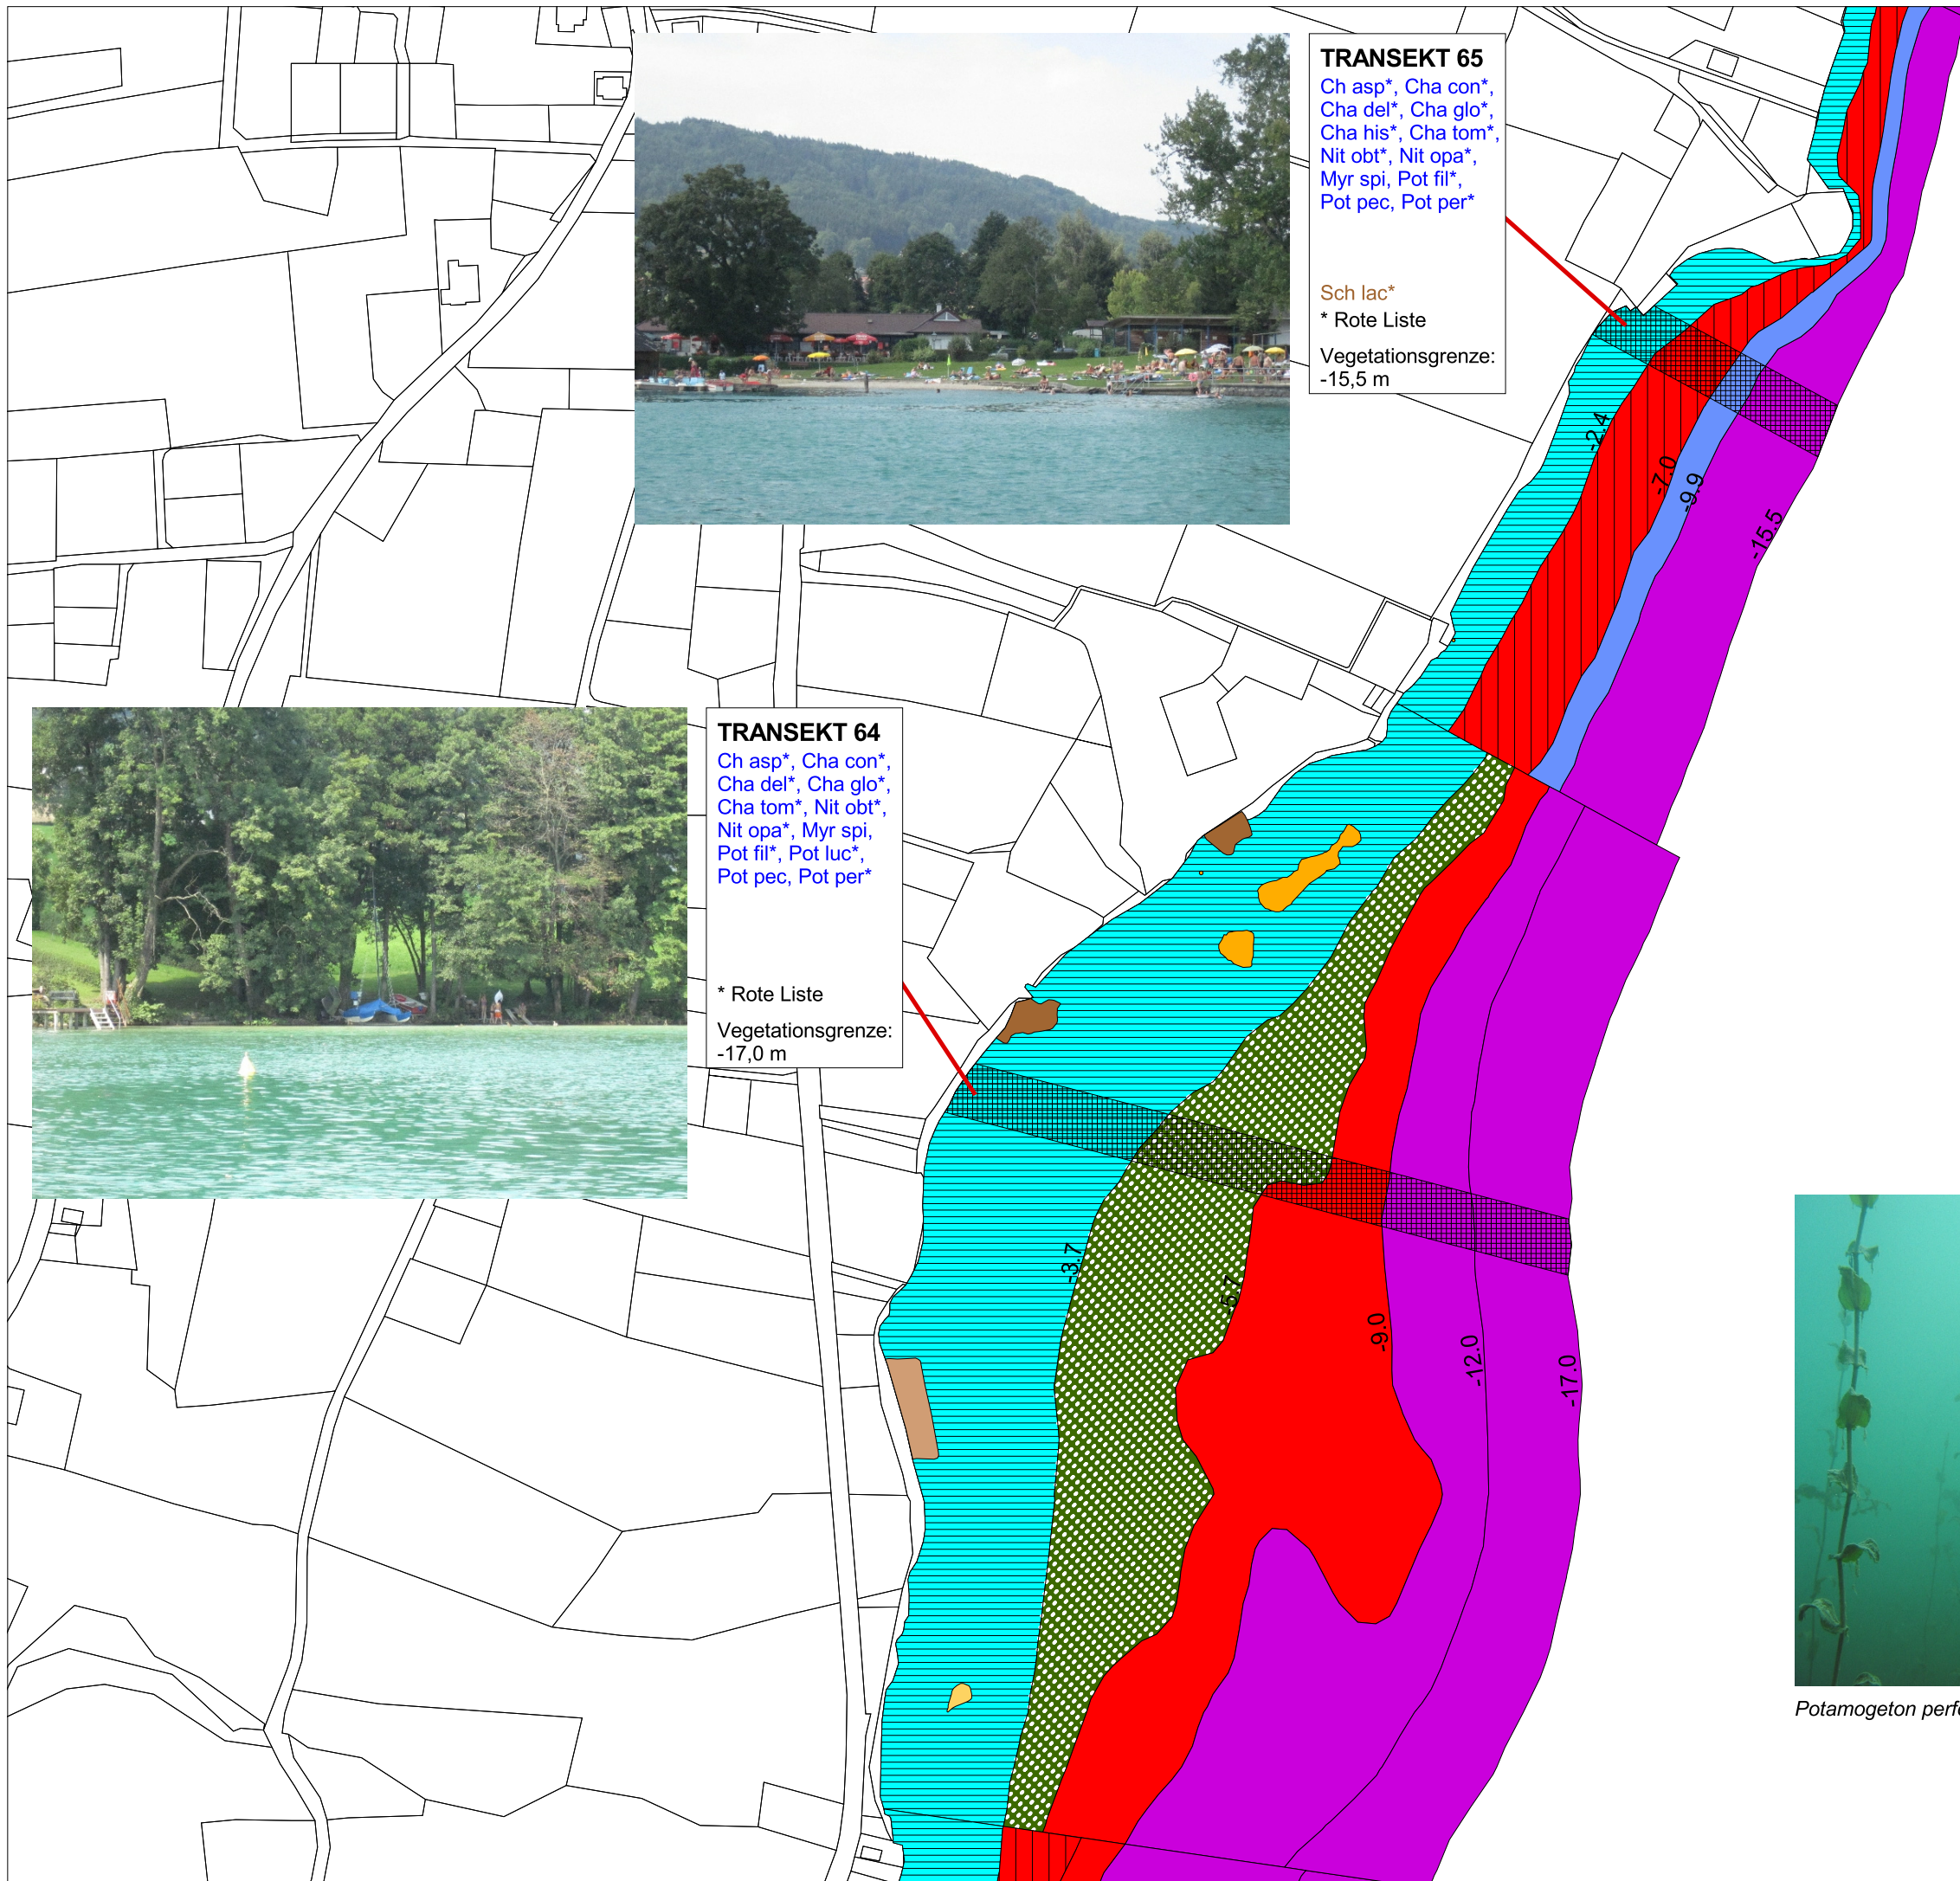 TRANSEKT 65
Ch asp*, Cha con*,
Cha del*, Cha glo*,
Cha his*, Cha tom*,
Nit obt*, Nit opa*,
Myr spi, Pot fil*,
Pot pec, Pot per*
Sch lac*
* Rote Liste
Vegetationsgrenze:
-15,5 m
-2.4
-7.0
-9.9
-15.5
TRANSEKT 64
Ch asp*, Cha con*,
Cha del*, Cha glo*,
Cha tom*, Nit obt*,
Nit opa*, Myr spi,
Pot fil*, Pot luc*,
Pot pec, Pot per*
* Rote Liste
Vegetationsgrenze:
-17,0 m
-3.7
-9.0
-12.0
-17.0
Potamogeton